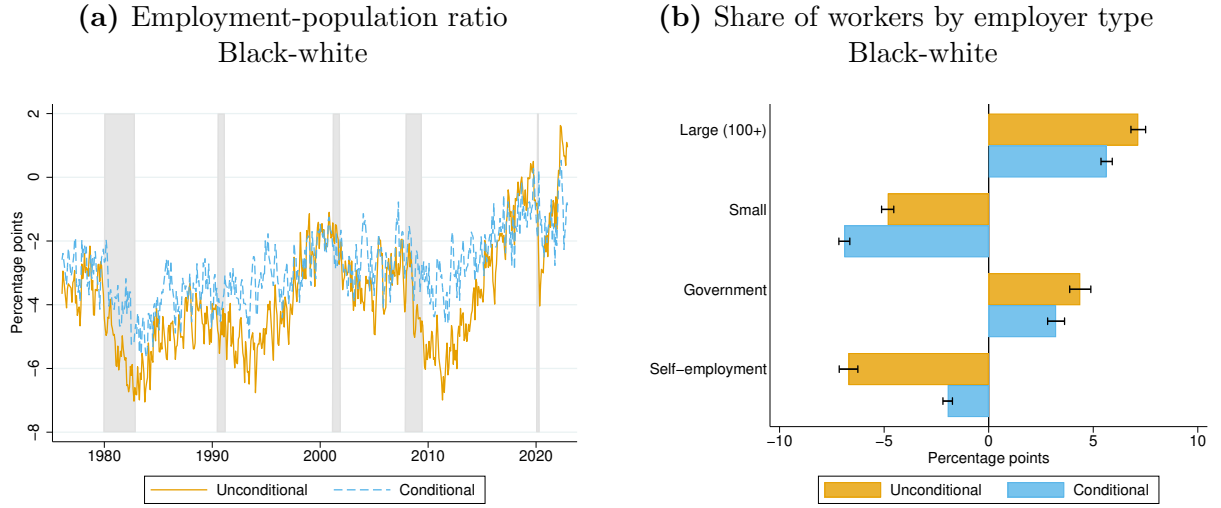 (a) Employment-population ratio
Black-white
Percentage points
2
0
−2
−4
−6
−8
1980 1990 2000 2010 2020
Unconditional Conditional
(b) Share of workers by employer type
Black-white
Large (100+)
Small
Government
Self−employment
−10 −5 0 5 10
Percentage points
Unconditional Conditional